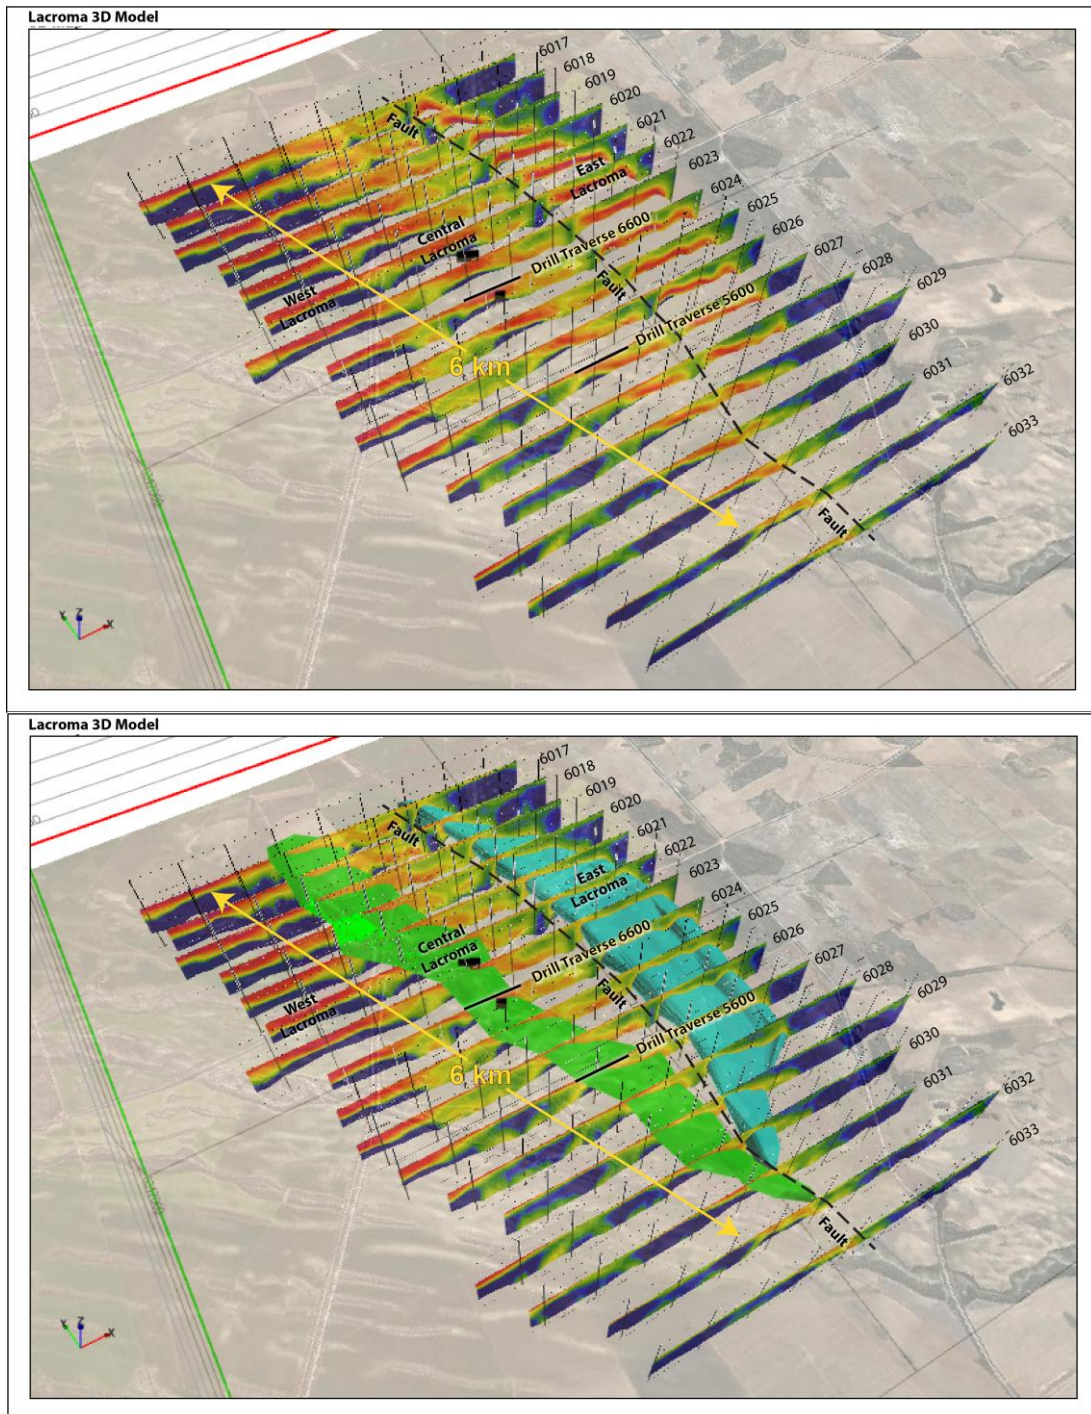 Lacroma 3D Model
6017
6018
6019
6020
6021
6022
6023
6024
6025
6026
6027
6028
6029
6030
6031
6032
6033
Fault
East
Lacroma
Central
Lacroma
Drill Traverse 6600
West
Lacroma
Fault
Drill Traverse 5600
6 km
Fault
Y Z X
Lacroma 3D Model
6017
6018
6019
6020
6021
6022
6023
6024
6025
6026
6027
6028
6029
6030
6031
6032
6033
Fault
East
Lacroma
Central
Lacroma
Drill Traverse 6600
West
Lacroma
Fault
Drill Traverse 5600
6 km
Fault
Y Z X